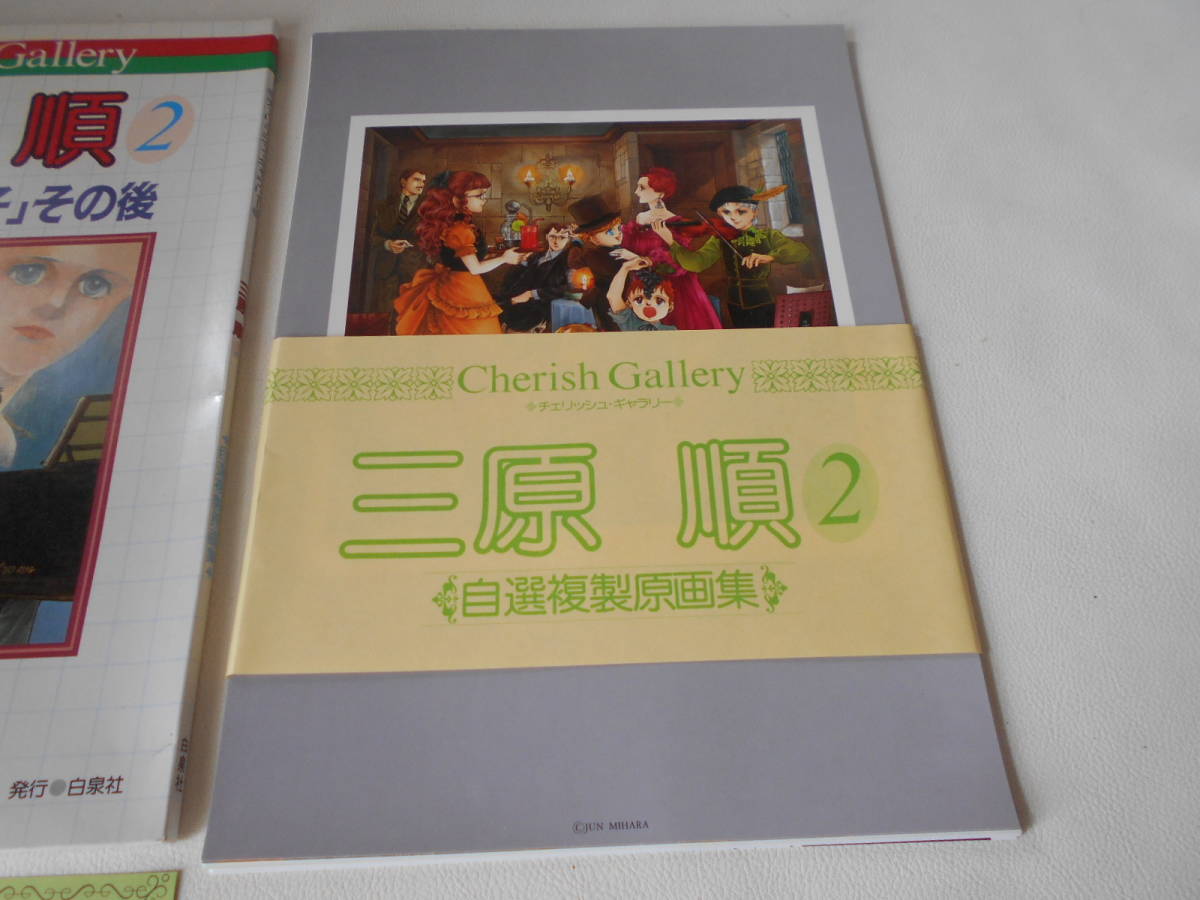 Gallery
順2
」その後
発行●白泉社
白泉社
Cherish Gallery
チェリッシュ・ギャラリー
三原 順2
自選複製原画集
©JUN MIHARA